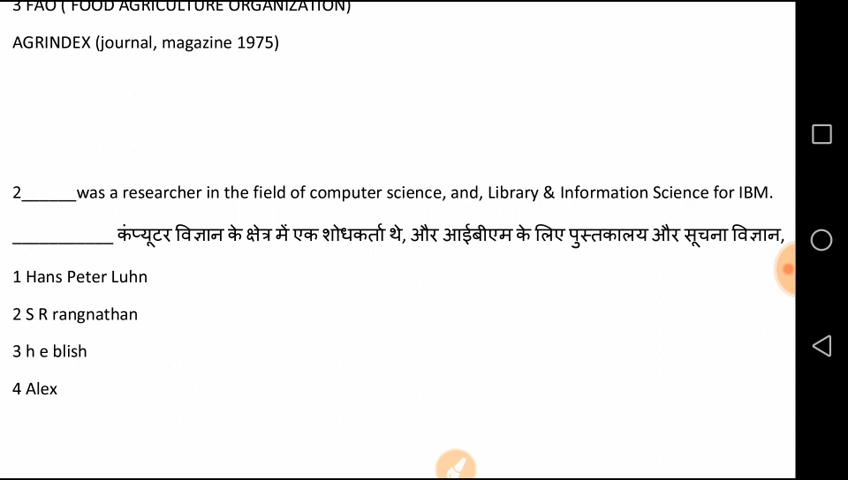 3 FAO ( FOOD AGRICULTURE ORGANIZATION)
AGRINDEX (journal, magazine 1975)
2______was a researcher in the field of computer science, and, Library & Information Science for IBM.
___________ कंप्यूटर विज्ञान के क्षेत्र में एक शोधकर्ता थे, और आईबीएम के लिए पुस्तकालय और सूचना विज्ञान,
1 Hans Peter Luhn
2 S R rangnathan
3 h e blish
4 Alex